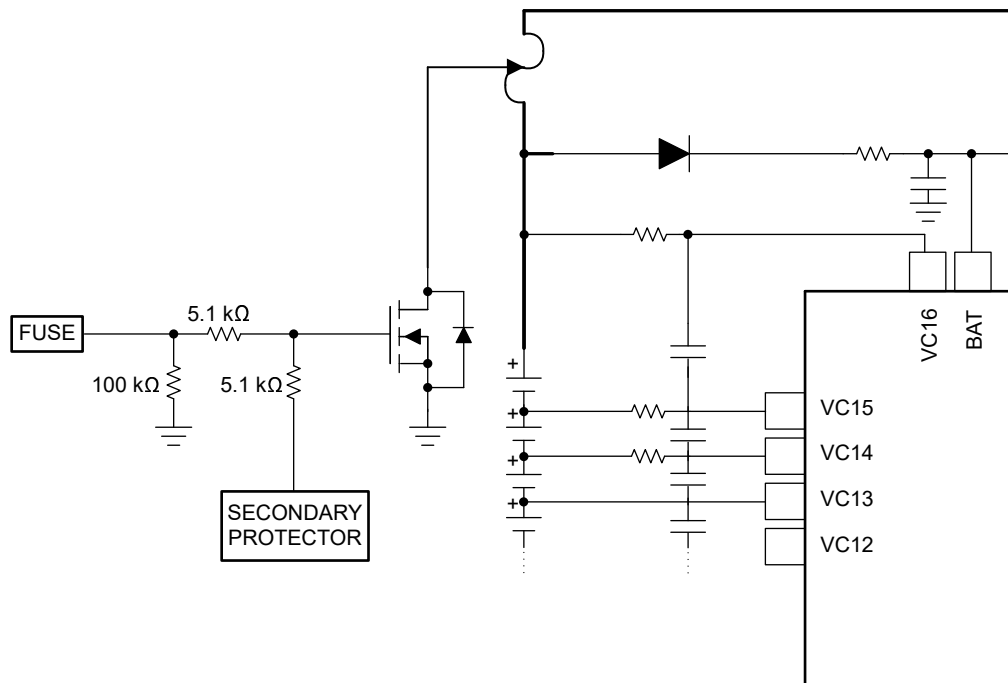 FUSE
5.1 kΩ
100 kΩ
5.1 kΩ
SECONDARY
PROTECTOR
VC16
BAT
VC15
VC14
VC13
VC12
+
+
+
+